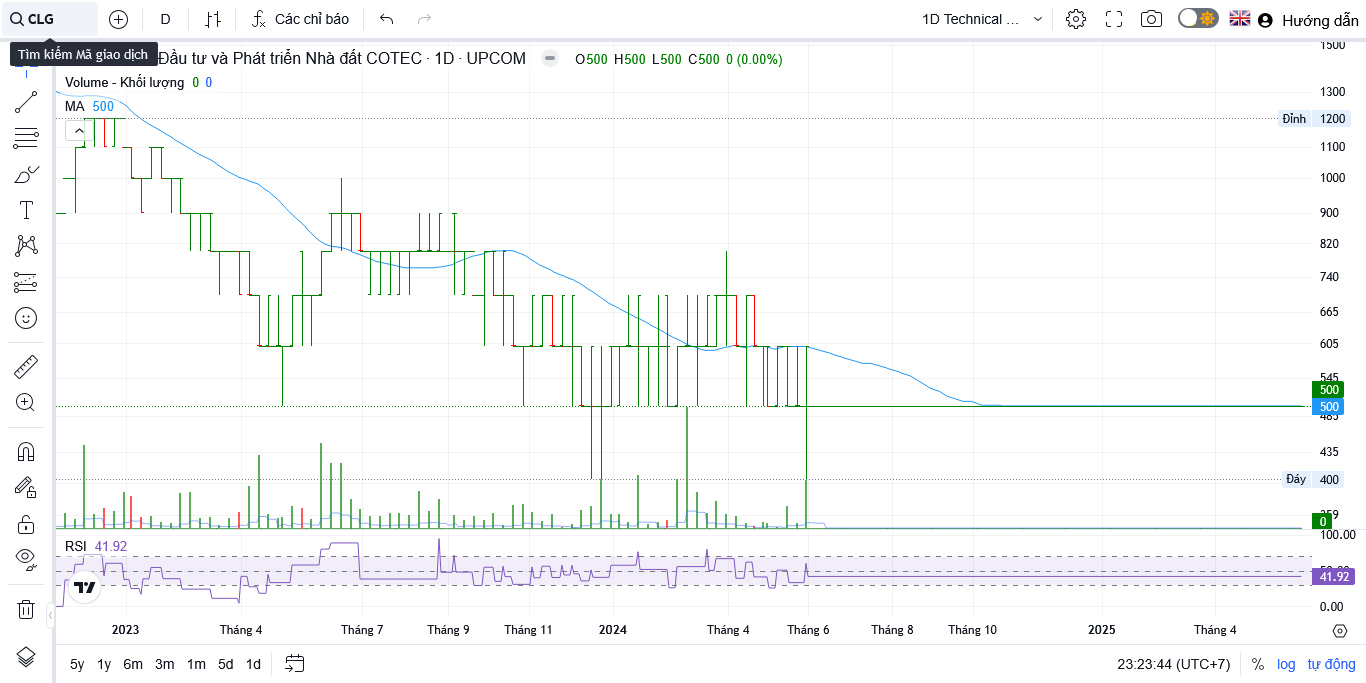 CLG D Các chỉ báo 1D Technical ... Hướng dẫn
Tìm kiếm Mã giao dịch
Đầu tư và Phát triển Nhà đất COTEC · 1D · UPCOM O500 H500 L500 C500 0 (0.00%)
Volume - Khối lượng 0 0
MA 500
1500
1300
Đỉnh 1200
1100
1000
900
820
740
665
605
545
500
500
485
435
Đáy 400
359
0
100.00
RSI 41.92
50.00
41.92
0.00
2023 Tháng 4 Tháng 7 Tháng 9 Tháng 11 2024 Tháng 4 Tháng 6 Tháng 8 Tháng 10 2025 Tháng 4
5y 1y 6m 3m 1m 5d 1d 23:23:44 (UTC+7) % log tự động